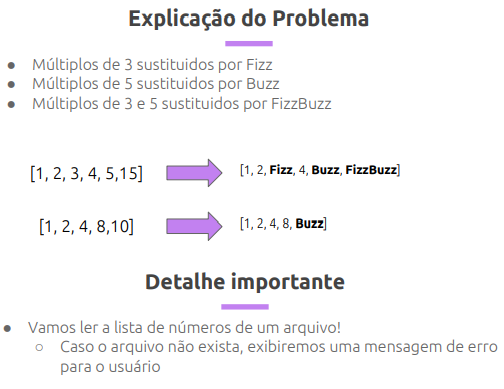 Explicação do Problema
● Múltiplos de 3 sustituidos por Fizz
● Múltiplos de 5 sustituidos por Buzz
● Múltiplos de 3 e 5 sustituidos por FizzBuzz
[1, 2, 3, 4, 5,15] [1, 2, Fizz, 4, Buzz, FizzBuzz]
[1, 2, 4, 8,10] [1, 2, 4, 8, Buzz]
Detalhe importante
● Vamos ler a lista de números de um arquivo!
○ Caso o arquivo não exista, exibiremos uma mensagem de erro
para o usuário